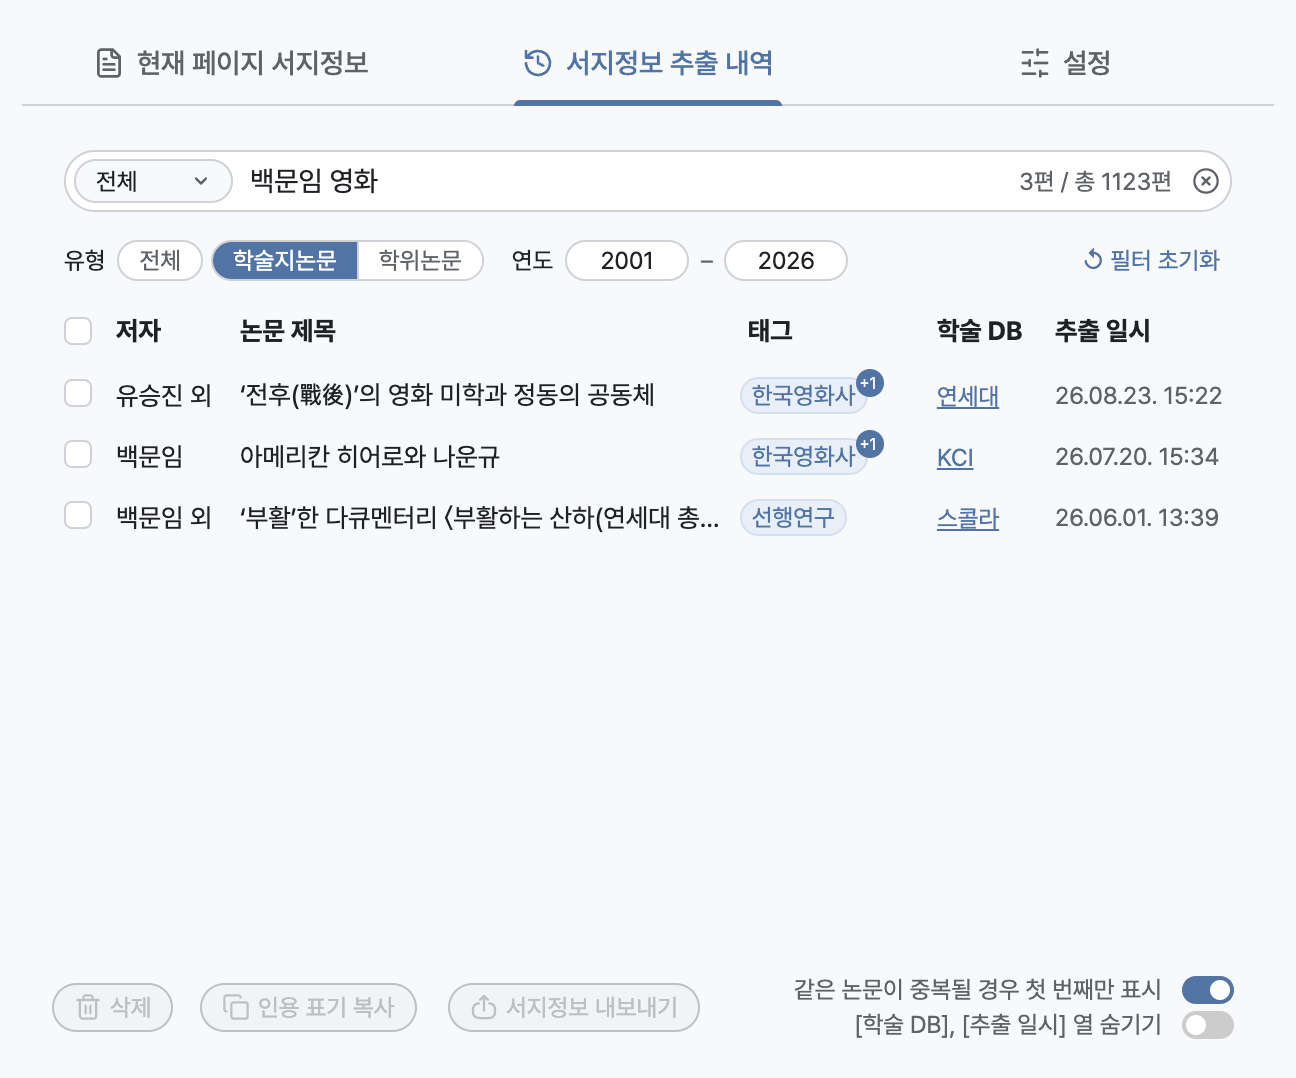 현재 페이지 서지정보
서지정보 추출 내역
설정
전체 백문임 영화 3편 / 총 1123편
유형 전체 학술지논문 학위논문 연도 2001 – 2026 필터 초기화
저자 논문 제목 태그 학술 DB 추출 일시
유승진 외 ‘전후(戰後)’의 영화 미학과 정동의 공동체 한국영화사 +1 연세대 26.08.23. 15:22
백문임 아메리칸 히어로와 나운규 한국영화사 +1 KCI 26.07.20. 15:34
백문임 외 ‘부활’한 다큐멘터리 〈부활하는 산하(연세대 총... 선행연구 스콜라 26.06.01. 13:39
삭제 인용 표기 복사 서지정보 내보내기
같은 논문이 중복될 경우 첫 번째만 표시
[학술 DB], [추출 일시] 열 숨기기